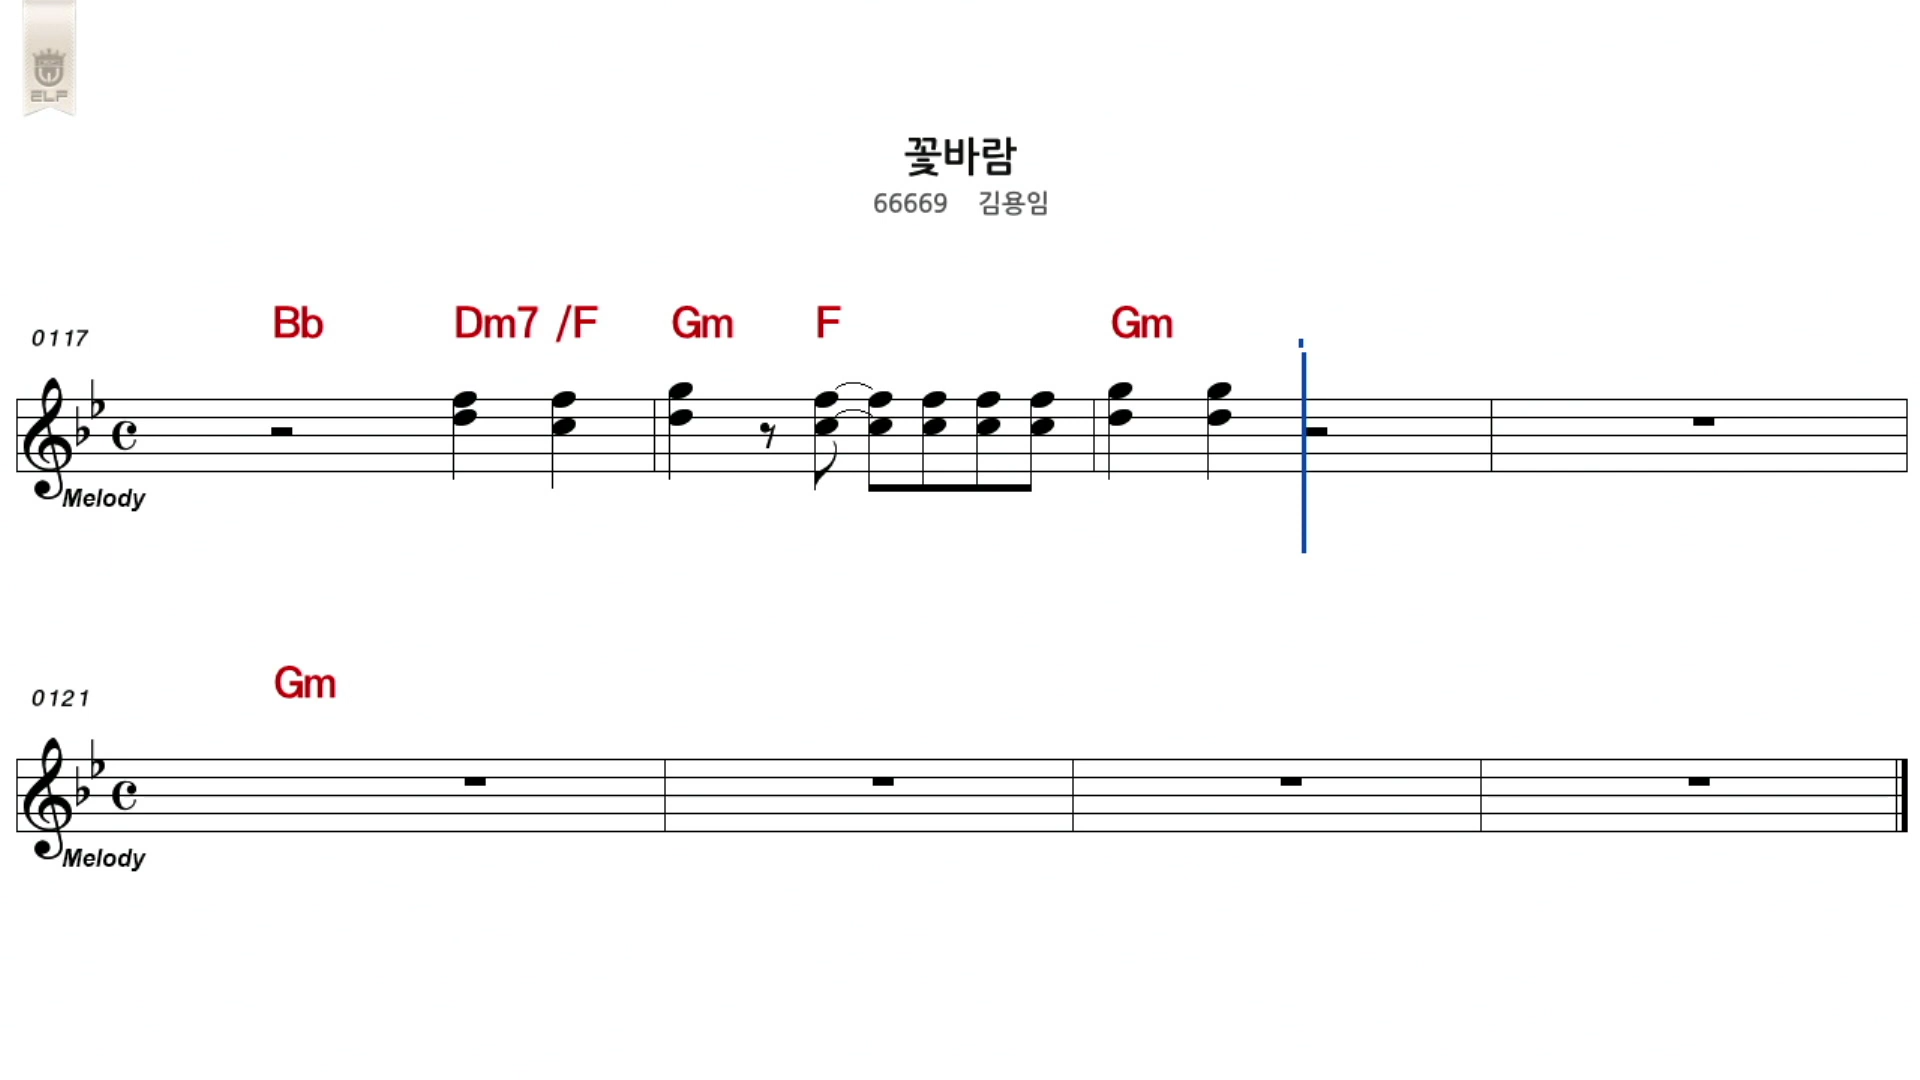 ELF
꽃바람
66669 김용임
Bb Dm7 /F Gm F Gm
0117
Melody
Gm
0121
Melody